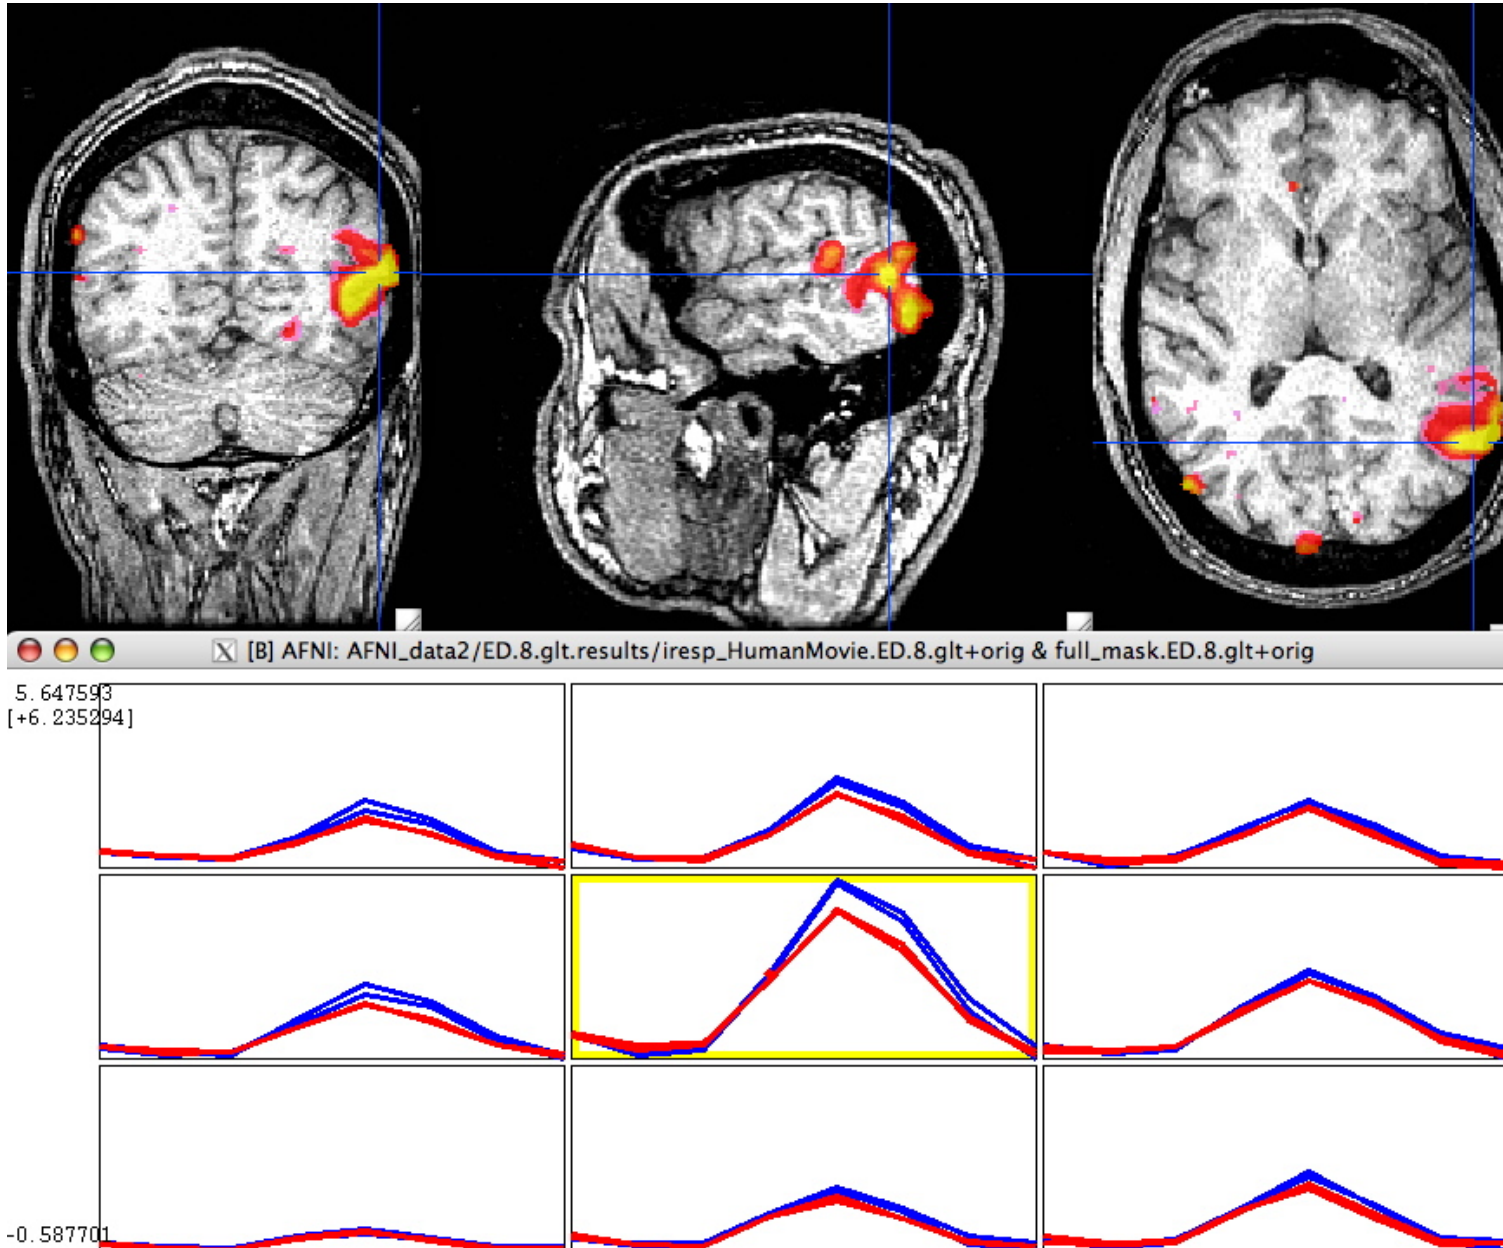 X [B] AFNI: AFNI_data2/ED.8.glt.results/iresp_HumanMovie.ED.8.glt+orig & full_mask.ED.8.glt+orig
5.647593
[+6.235294]
-0.587701